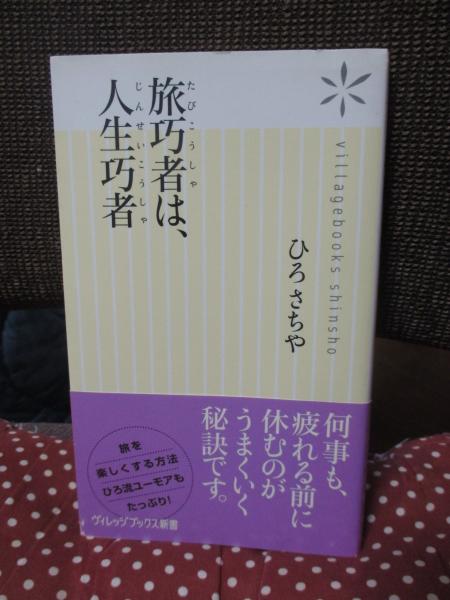 旅巧者は、
たびこうしゃ
人生巧者
じんせいこうしゃ
villagebooks shinsho
ひろ さちや
何事も、
疲れる前に
休むのが
うまくいく
秘訣です。
旅を
楽しくする方法
ひろ流ユーモアも
たっぷり!
ヴィレッジブックス新書